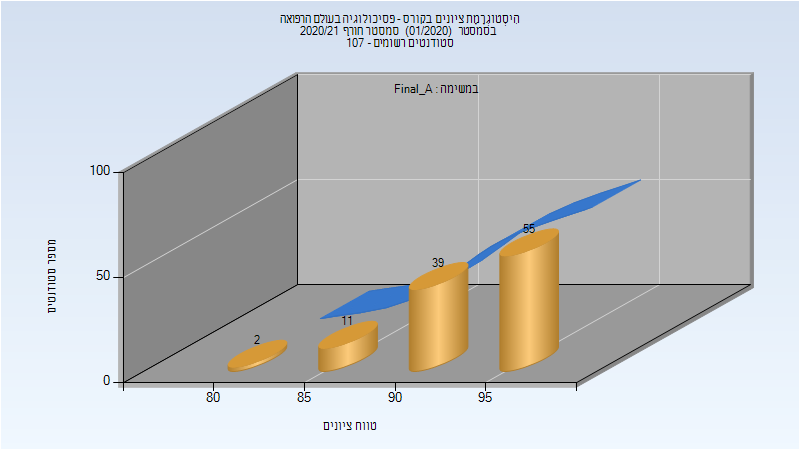 היסטוגרמת ציונים בקורס - פסיכולוגיה בעולם הרפואה
בסמסטר (01/2020) סמסטר חורף 2020/21
סטודנטים רשומים - 107
במשימה : Final_A
100
50
0
מספר סטודנטים
2
11
39
55
80
85
90
95
טווח ציונים